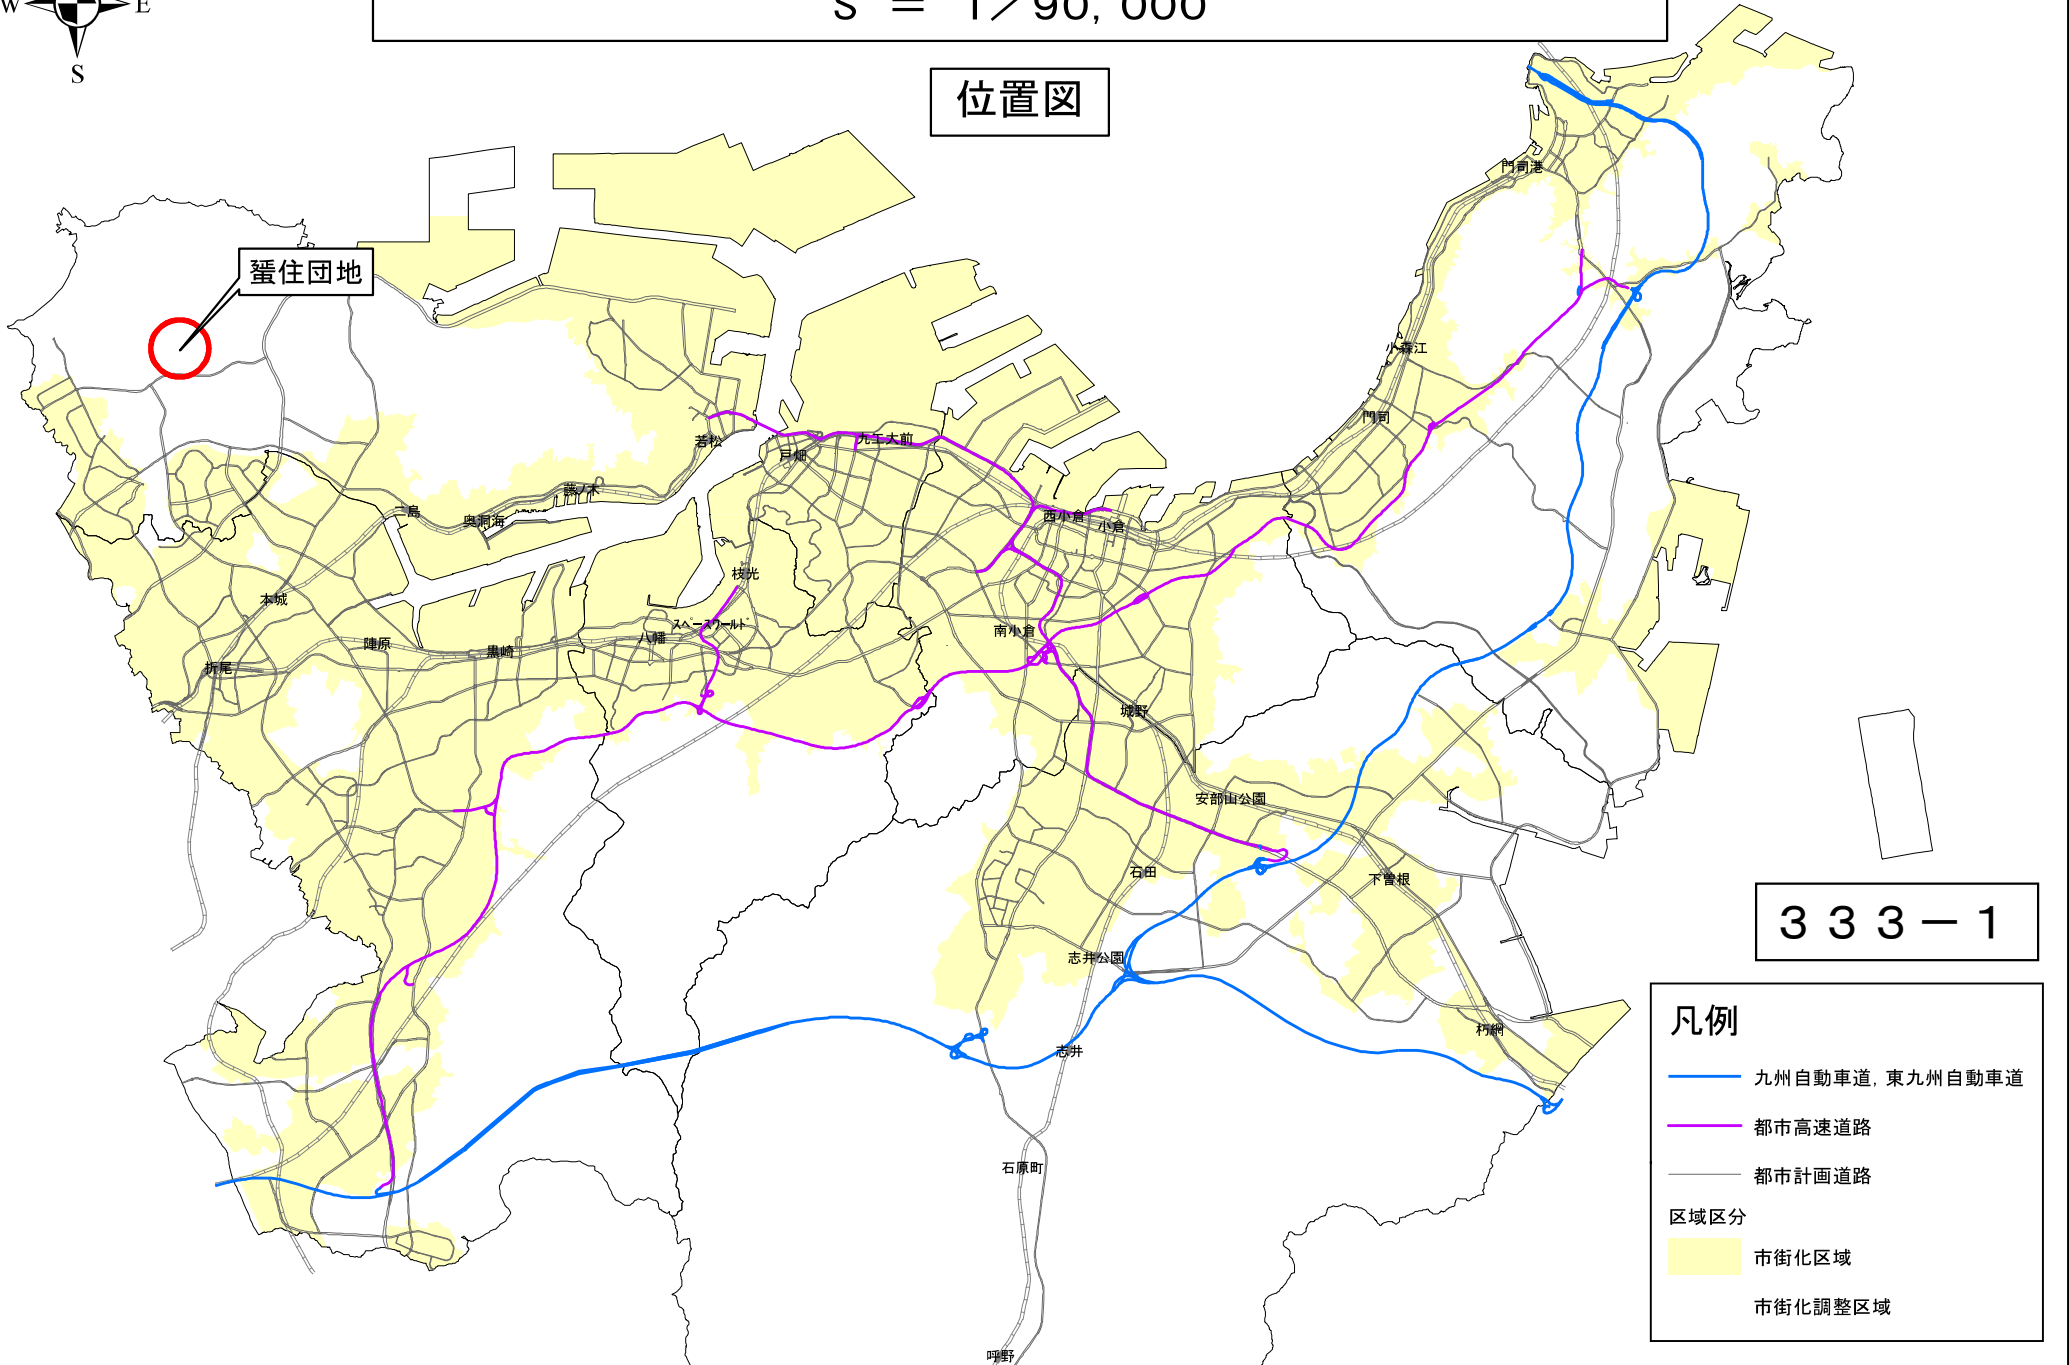 W E
S
S ＝ 1／90,000
位置図
蜑住団地
門司港
小森江
門司
若松
戸畑
九工大前
藤ノ木
二島
奥洞海
西小倉
小倉
枝光
本城
スペースワールド
南小倉
陣原
八幡
黒崎
折尾
城野
安部山公園
石田
下曽根
志井公園
朽網
志井
石原町
呼野
３３３－１
凡例
九州自動車道, 東九州自動車道
都市高速道路
都市計画道路
区域区分
市街化区域
市街化調整区域